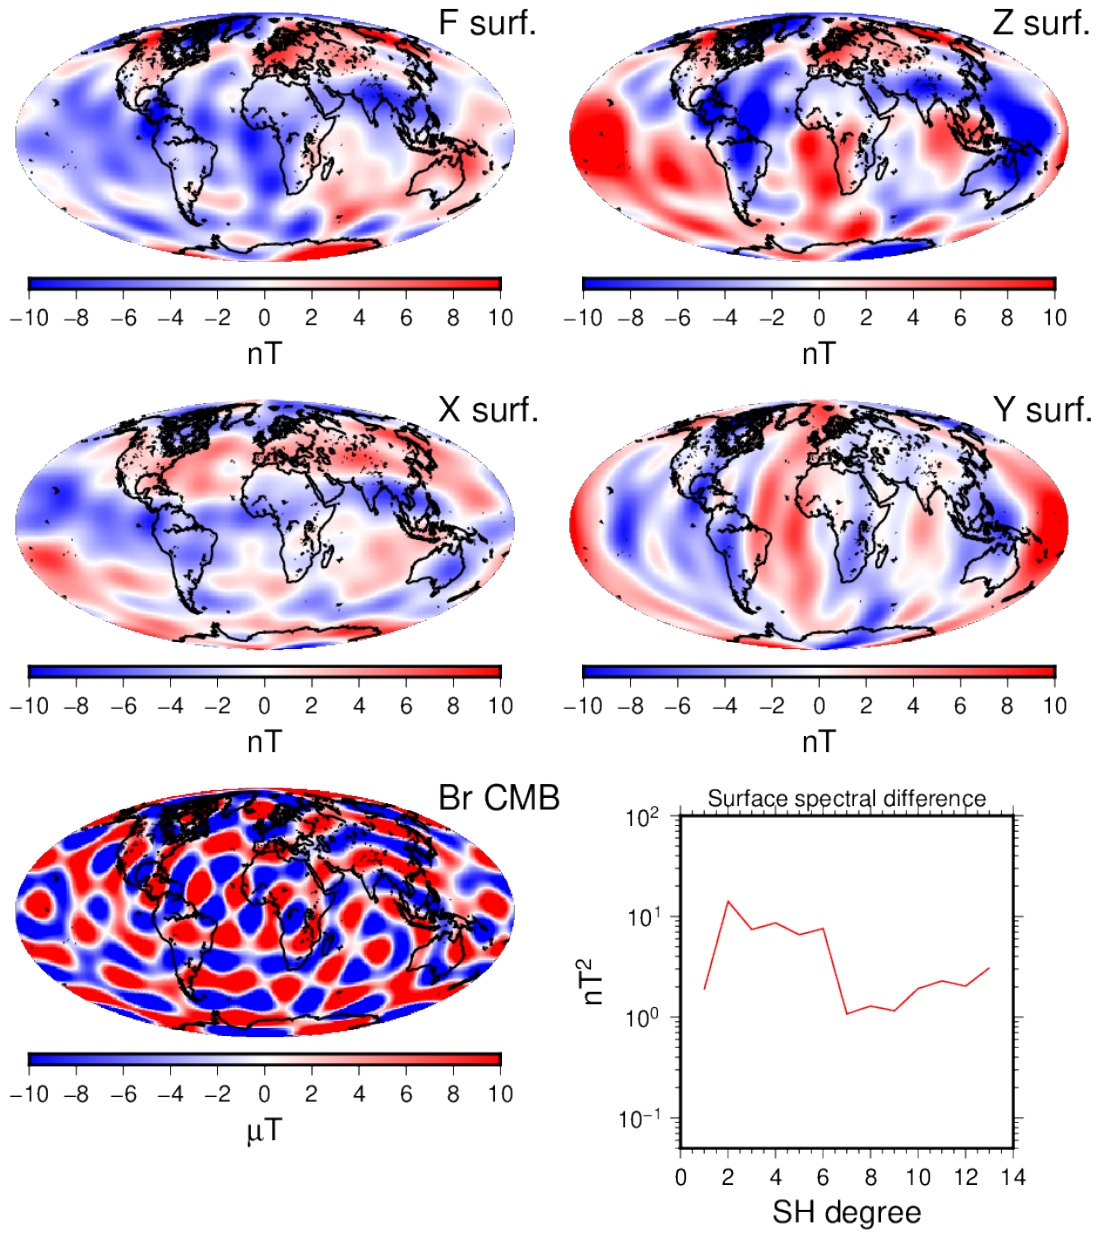 F surf.
Z surf.
−10 −8 −6 −4 −2 0 2 4 6 8 10
nT
−10 −8 −6 −4 −2 0 2 4 6 8 10
nT
X surf.
Y surf.
−10 −8 −6 −4 −2 0 2 4 6 8 10
nT
−10 −8 −6 −4 −2 0 2 4 6 8 10
nT
Br CMB
−10 −8 −6 −4 −2 0 2 4 6 8 10
μT
Surface spectral difference
10²
10¹
10⁰
10⁻¹
nT²
0 2 4 6 8 10 12 14
SH degree